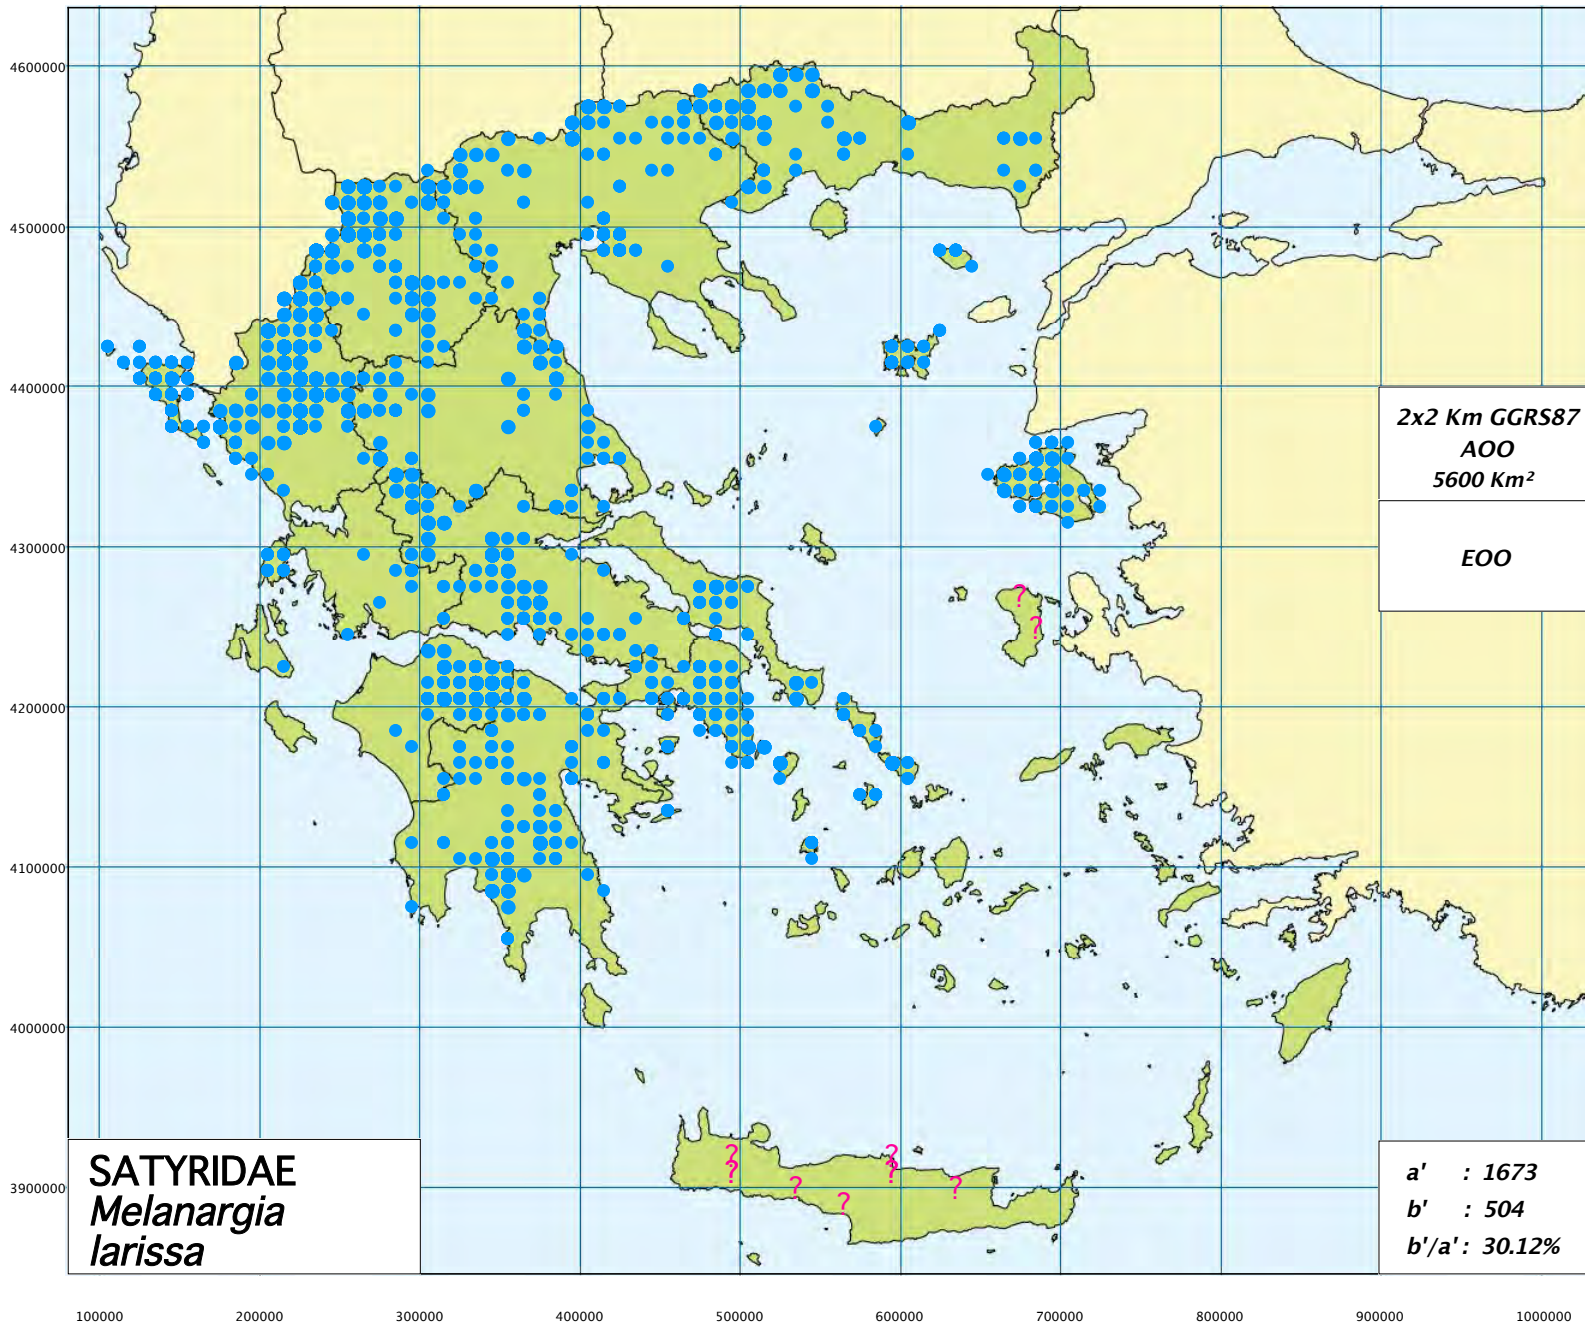 4600000
4500000
4400000
4300000
4200000
4100000
4000000
3900000
2x2 Km GGRS87
AOO
5600 Km²
EOO
?
?
?
?
?
?
?
?
?
SATYRIDAE
Melanargia
larissa
a' : 1673
b' : 504
b'/a' : 30.12%
100000 200000 300000 400000 500000 600000 700000 800000 900000 1000000